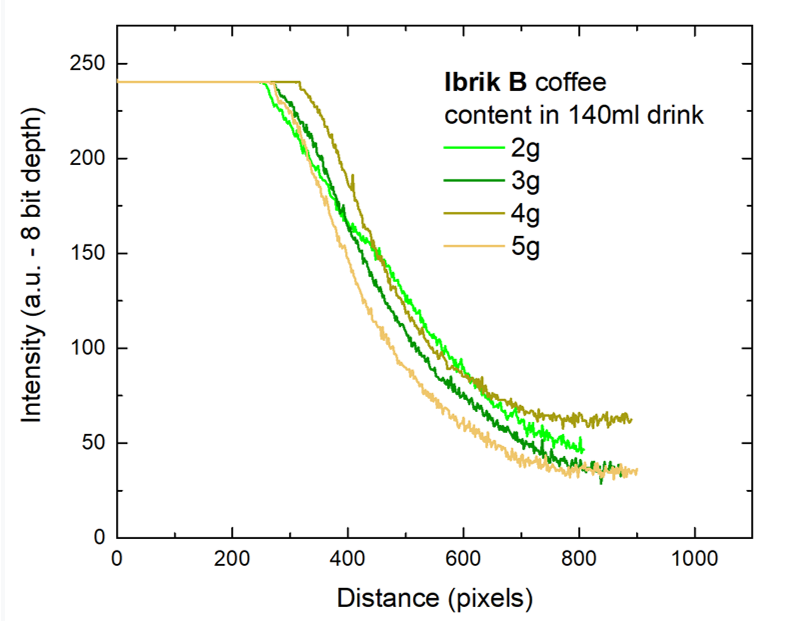 Ibrik B coffee
content in 140ml drink
2g
3g
4g
5g
250
200
150
100
50
0
Intensity (a.u. - 8 bit depth)
0 200 400 600 800 1000
Distance (pixels)